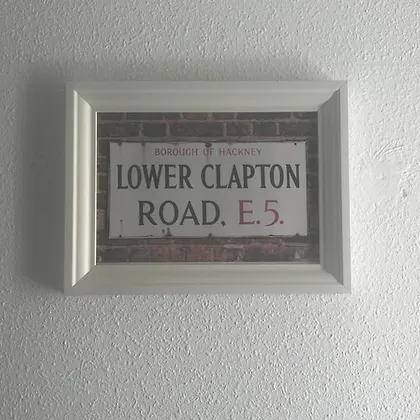 BOROUGH OF HACKNEY
LOWER CLAPTON
ROAD, E.5.